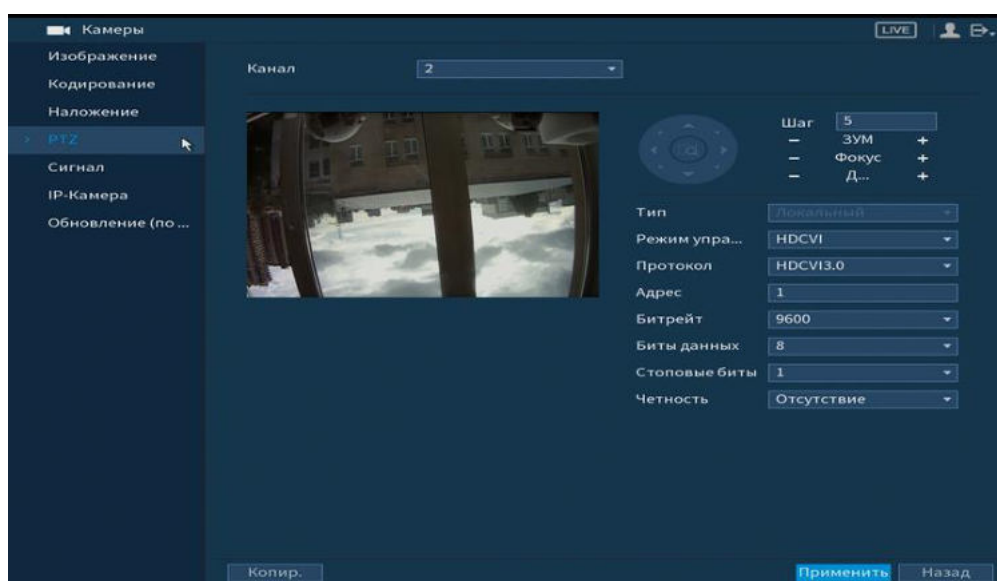 Камеры
LIVE
Изображение
Кодирование
Наложение
PTZ
Сигнал
IP-Камера
Обновление (по ...
Канал 2
Шаг 5
− ЗУМ +
− Фокус +
− Д... +
Тип Локальный
Режим упра... HDCVI
Протокол HDCVI3.0
Адрес 1
Битрейт 9600
Биты данных 8
Стоповые биты 1
Четность Отсутствие
Копир. Применить Назад